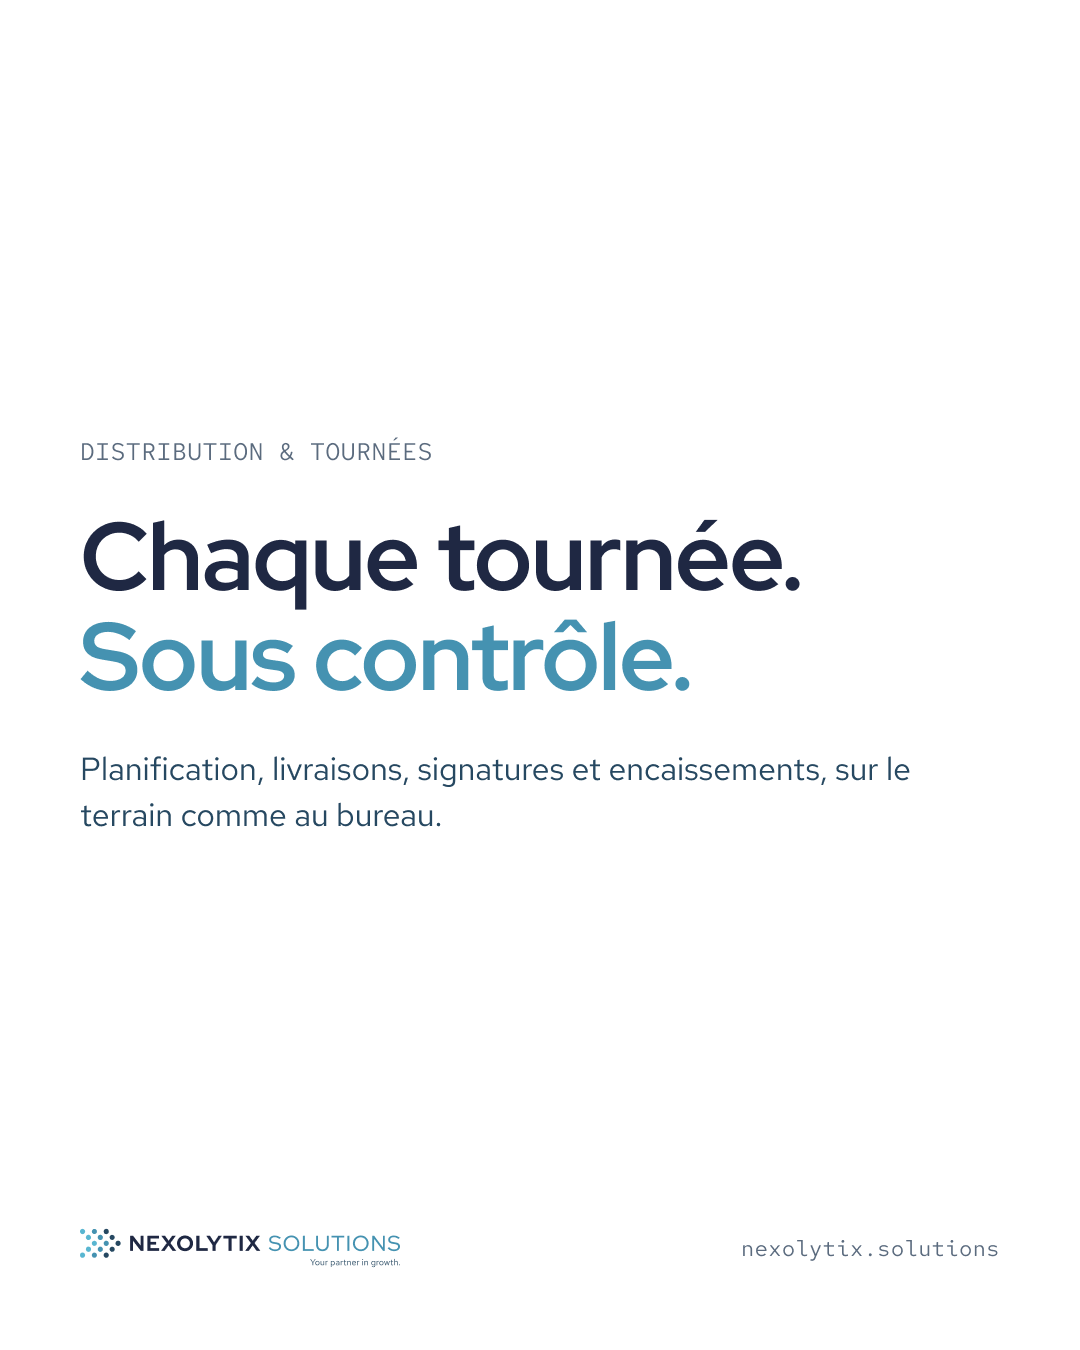 DISTRIBUTION & TOURNÉES
Chaque tournée.
Sous contrôle.
Planification, livraisons, signatures et encaissements, sur le
terrain comme au bureau.
NEXOLYTIX SOLUTIONS
Your partner in growth.
nexolytix.solutions